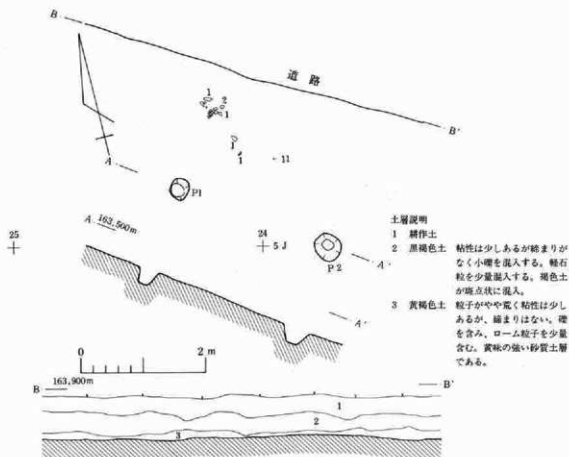 B
道路
B'
1
2
1
1
1
11
A
P1
A 163,500m
25
24
5 J
P2
A'
A'
0 2 m
土層説明
1 耕作土
2 黒褐色土 粘性は少しあるが締まりが
なく小礫を混入する。軽石
粒を少量混入する。褐色土
が斑点状に混入。
3 黄褐色土 粒子がやや荒く粘性は少し
あるが、締まりはない。礫
を含み、ローム粒子を少量
含む。黄味の強い砂質土層
である。
B 163,900m B'
1
2
3